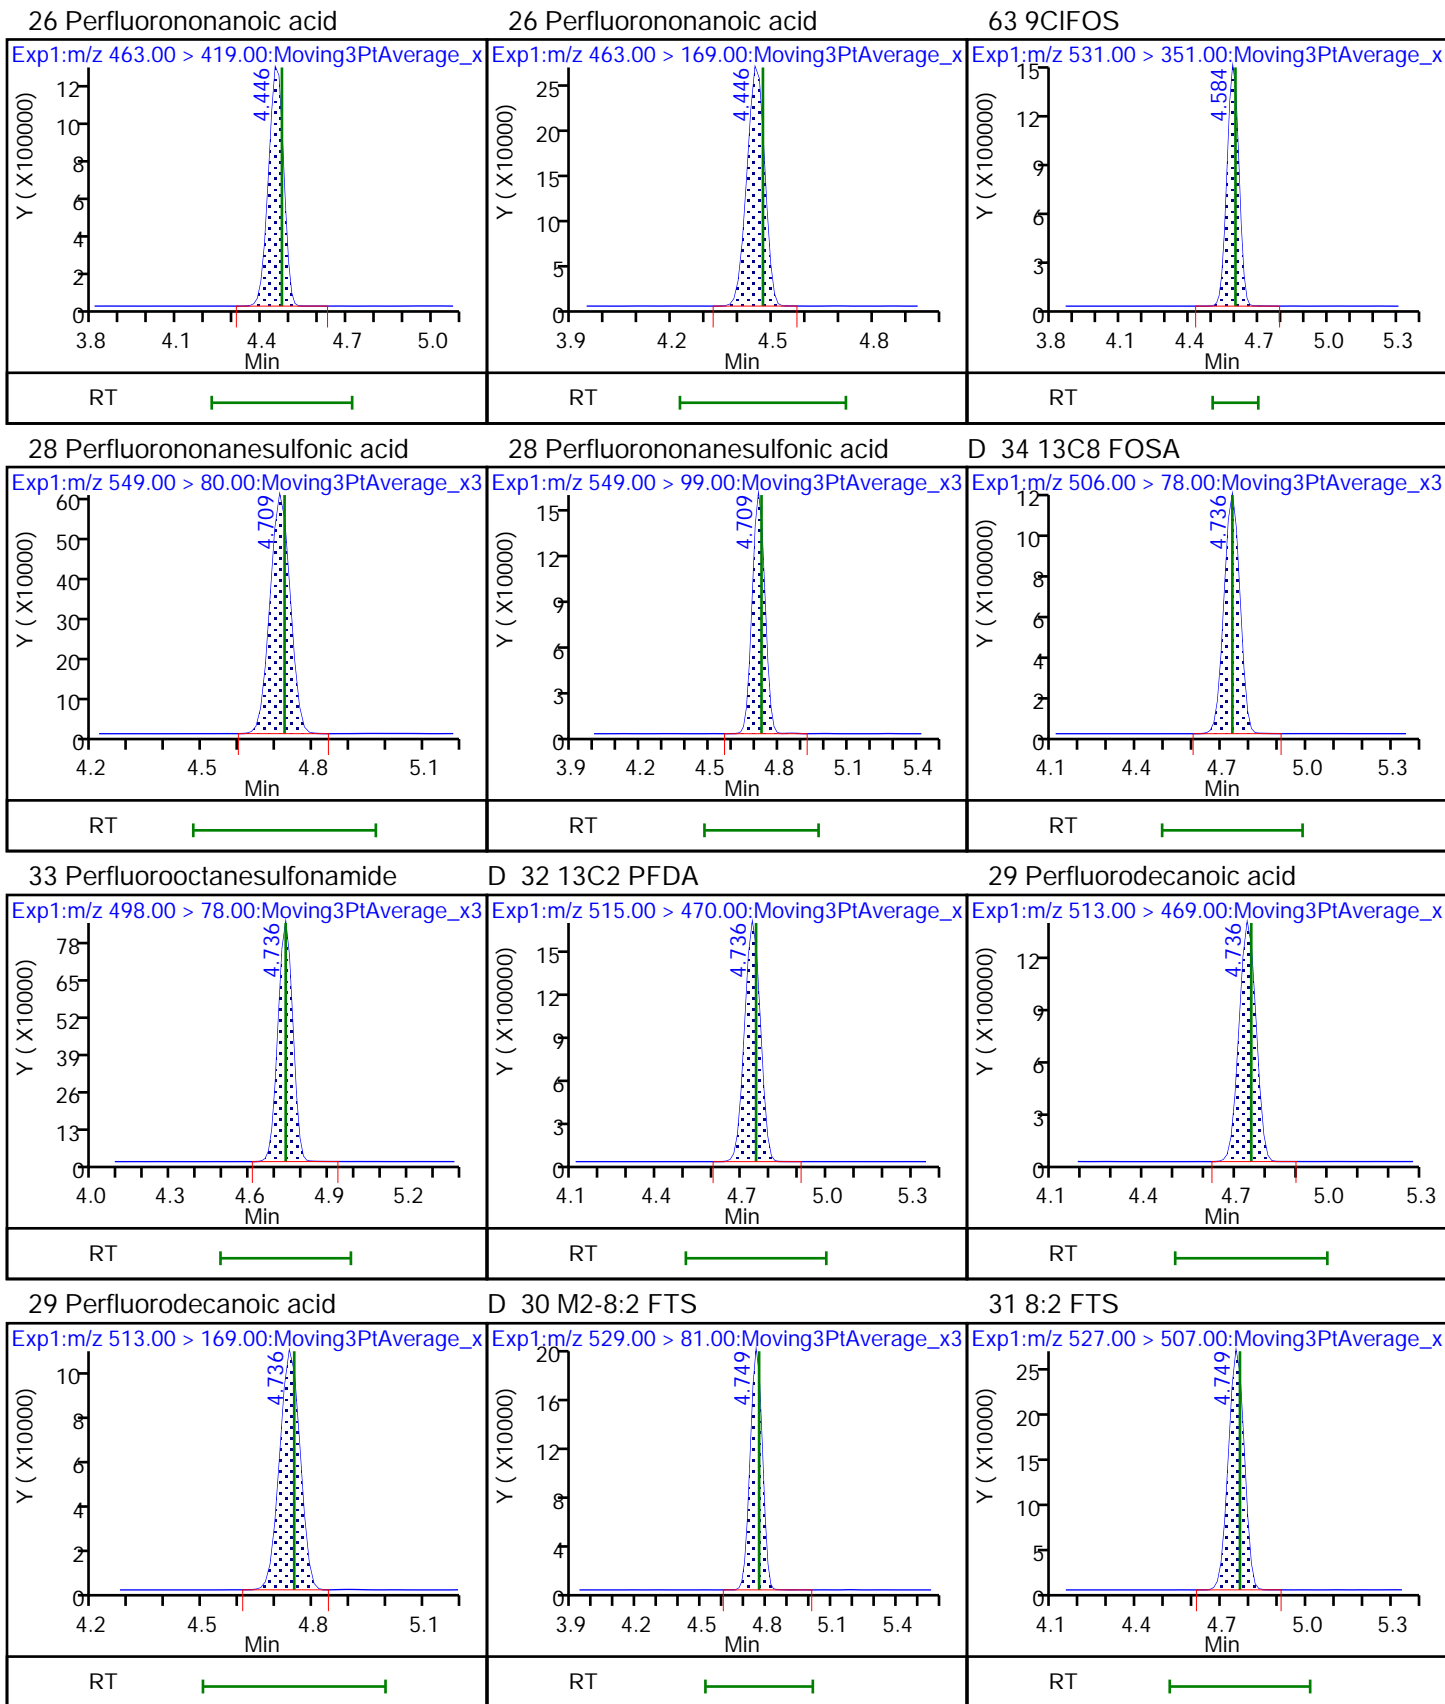 26 Perfluorononanoic acid
Exp1:m/z 463.00 > 419.00:Moving3PtAverage_x
4.446
Y ( X100000)
12
10
8
6
4
2
0
3.8 4.1 4.4 4.7 5.0
Min
RT
26 Perfluorononanoic acid
Exp1:m/z 463.00 > 169.00:Moving3PtAverage_x
4.446
Y ( X100000)
25
20
15
10
5
0
3.9 4.2 4.5 4.8
Min
RT
63 9ClFOS
Exp1:m/z 531.00 > 351.00:Moving3PtAverage_x
4.584
Y ( X100000)
15
12
9
6
3
0
3.8 4.1 4.4 4.7 5.0 5.3
Min
RT
28 Perfluorononanesulfonic acid
Exp1:m/z 549.00 > 80.00:Moving3PtAverage_x3
4.709
Y ( X10000)
60
50
40
30
20
10
0
4.2 4.5 4.8 5.1
Min
RT
28 Perfluorononanesulfonic acid
Exp1:m/z 549.00 > 99.00:Moving3PtAverage_x3
4.709
Y ( X10000)
15
12
9
6
3
0
3.9 4.2 4.5 4.8 5.1 5.4
Min
RT
D 34 13C8 FOSA
Exp1:m/z 506.00 > 78.00:Moving3PtAverage_x3
4.736
Y ( X100000)
12
10
8
6
4
2
0
4.1 4.4 4.7 5.0 5.3
Min
RT
33 Perfluorooctanesulfonamide
Exp1:m/z 498.00 > 78.00:Moving3PtAverage_x3
4.736
Y ( X100000)
78
65
52
39
26
13
0
4.0 4.3 4.6 4.9 5.2
Min
RT
D 32 13C2 PFDA
Exp1:m/z 515.00 > 470.00:Moving3PtAverage_x
4.736
Y ( X100000)
15
12
9
6
3
0
4.1 4.4 4.7 5.0 5.3
Min
RT
29 Perfluorodecanoic acid
Exp1:m/z 513.00 > 469.00:Moving3PtAverage_x
4.736
Y ( X100000)
12
9
6
3
0
4.1 4.4 4.7 5.0 5.3
Min
RT
29 Perfluorodecanoic acid
Exp1:m/z 513.00 > 169.00:Moving3PtAverage_x
4.736
Y ( X10000)
10
8
6
4
2
0
4.2 4.5 4.8 5.1
Min
RT
D 30 M2-8:2 FTS
Exp1:m/z 529.00 > 81.00:Moving3PtAverage_x3
4.749
Y ( X10000)
20
16
12
8
4
0
3.9 4.2 4.5 4.8 5.1 5.4
Min
RT
31 8:2 FTS
Exp1:m/z 527.00 > 507.00:Moving3PtAverage_x
4.749
Y ( X10000)
25
20
15
10
5
0
4.1 4.4 4.7 5.0 5.3
Min
RT